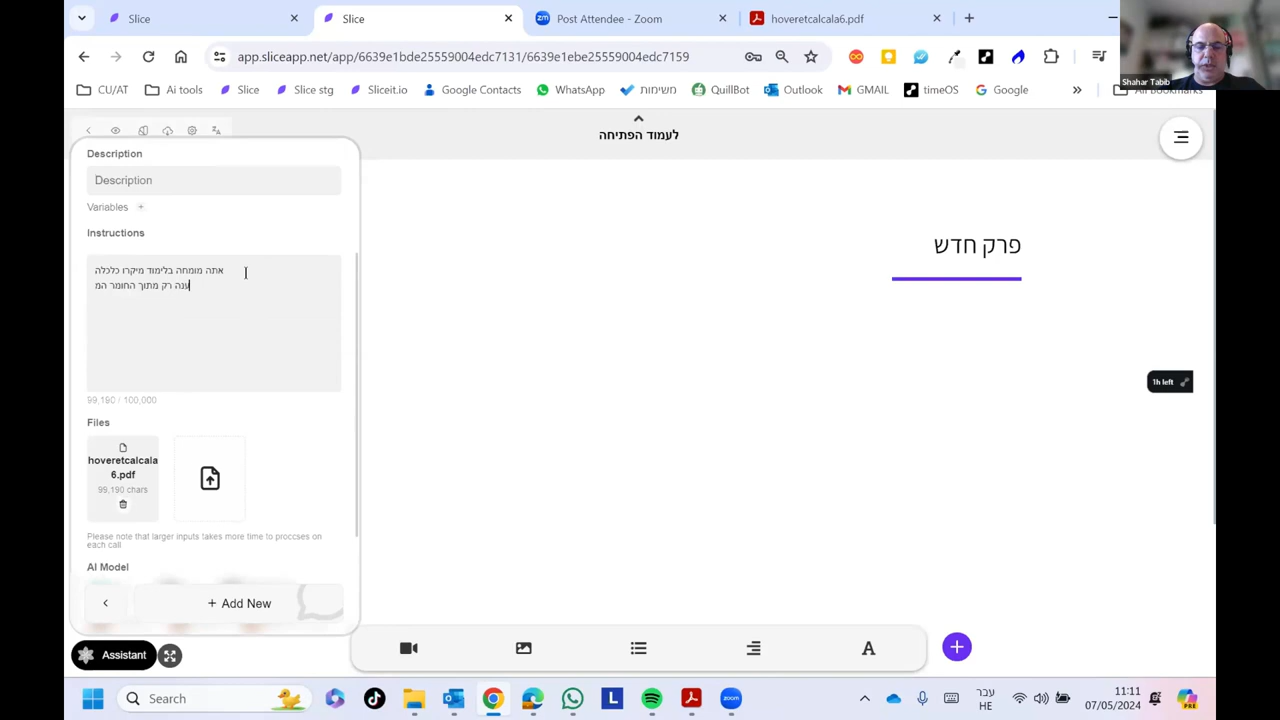 Slice
Slice
Post Attendee - Zoom
hoveretcalcala6.pdf
app.sliceapp.net/app/6639e1bde25559004edc7131/6639e1ebe25559004edc7159
Shahar Tabib
CU/AT
Ai tools
Slice
Slice stg
Sliceit.io
Google Contacts
WhatsApp
משימות
QuillBot
Outlook
GMAIL
timeOS
Google
All Bookmarks
לעמוד הפתיחה
Description
Description
Variables +
Instructions
אתה מומחה בלימוד מיקרו כלכלה
ענה רק מתוך החומר המ
99,190 / 100,000
Files
hoveretcalcala
6.pdf
99,190 chars
Please note that larger inputs takes more time to proccses on
each call
AI Model
+ Add New
פרק חדש
1h left
Assistant
A
Search
L
zoom
עבר
HE
11:11
07/05/2024
PRE